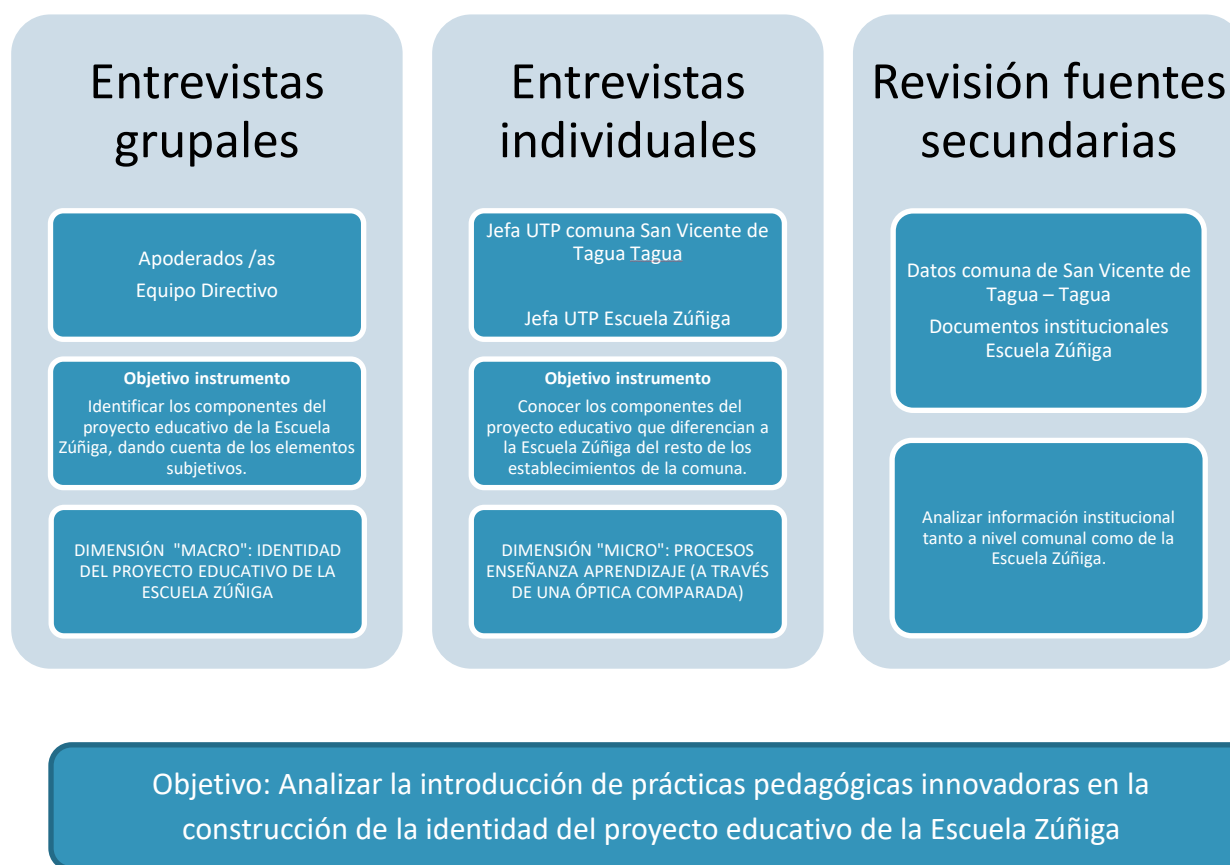 Entrevistas
grupales
Apoderados /as
Equipo Directivo
Objetivo instrumento
Identificar los componentes del
proyecto educativo de la Escuela
Zúñiga, dando cuenta de los elementos
subjetivos.
DIMENSIÓN "MACRO": IDENTIDAD
DEL PROYECTO EDUCATIVO DE LA
ESCUELA ZÚÑIGA
Entrevistas
individuales
Jefa UTP comuna San Vicente de
Tagua Tagua
Jefa UTP Escuela Zúñiga
Objetivo instrumento
Conocer los componentes del
proyecto educativo que diferencian a
la Escuela Zúñiga del resto de los
establecimientos de la comuna.
DIMENSIÓN "MICRO": PROCESOS
ENSEÑANZA APRENDIZAJE (A TRAVÉS
DE UNA ÓPTICA COMPARADA)
Revisión fuentes
secundarias
Datos comuna de San Vicente de
Tagua – Tagua
Documentos institucionales
Escuela Zúñiga
Analizar información institucional
tanto a nivel comunal como de la
Escuela Zúñiga.
Objetivo: Analizar la introducción de prácticas pedagógicas innovadoras en la
construcción de la identidad del proyecto educativo de la Escuela Zúñiga